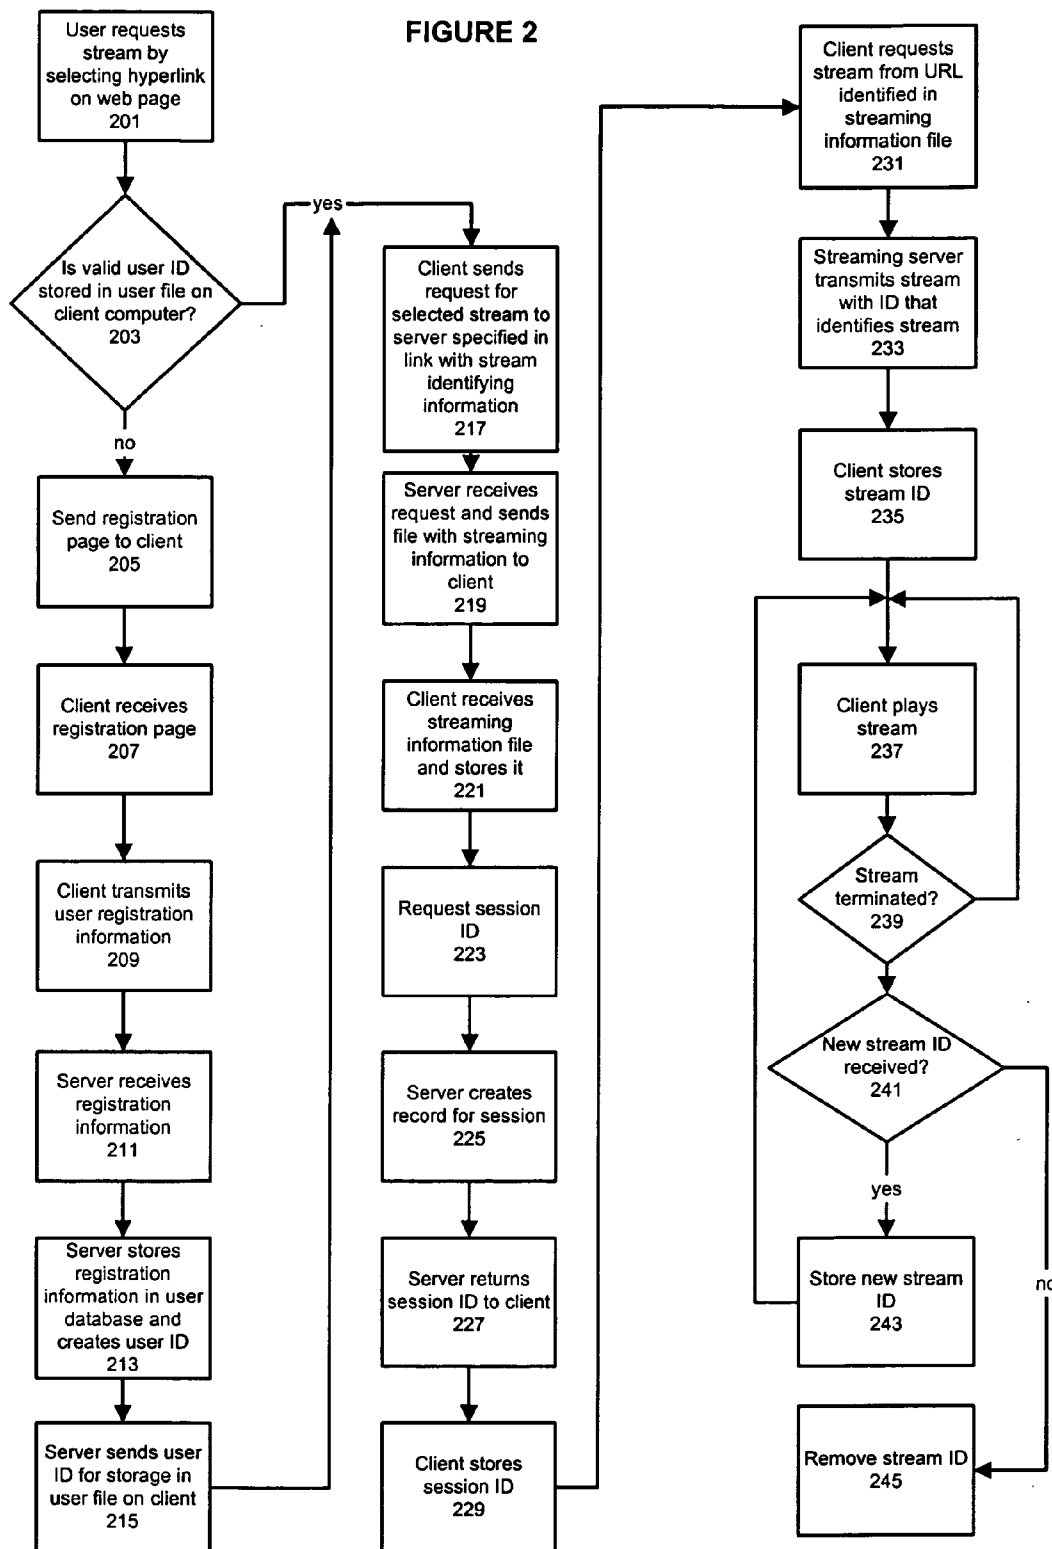 FIGURE 2
User requests
stream by
selecting hyperlink
on web page
201
Is valid user ID
stored in user file on
client computer?
203
yes
no
Send registration
page to client
205
Client receives
registration page
207
Client transmits
user registration
information
209
Server receives
registration
information
211
Server stores
registration
information in user
database and
creates user ID
213
Server sends user
ID for storage in
user file on client
215
Client sends
request for
selected stream to
server specified in
link with stream
identifying
information
217
Server receives
request and sends
file with streaming
information to
client
219
Client receives
streaming
information file
and stores it
221
Request session
ID
223
Server creates
record for session
225
Server returns
session ID to client
227
Client stores
session ID
229
Client requests
stream from URL
identified in
streaming
information file
231
Streaming server
transmits stream
with ID that
identifies stream
233
Client stores
stream ID
235
Client plays
stream
237
Stream
terminated?
239
New stream ID
received?
241
yes
no
Store new stream
ID
243
Remove stream ID
245